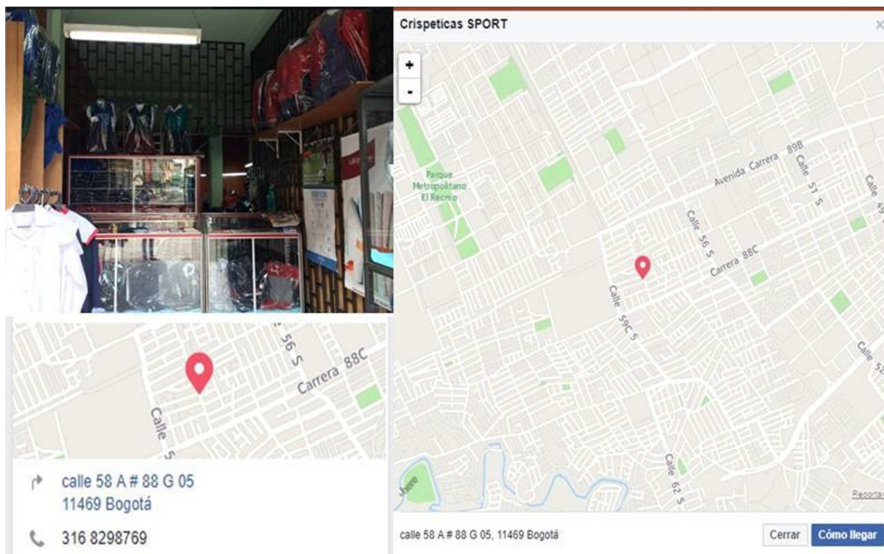 Crispeticas SPORT
×
+
-
Parque
Metropolitano
El Recreo
Avenida Carrera 89B
Calle 51 S
Calle 56 S
Carrera 88C
Calle 59C S
Calle 62 S
calle 58 A # 88 G 05, 11469 Bogotá
Cerrar
Cómo llegar
56 S
Carrera 88C
Calle
S
calle 58 A # 88 G 05
11469 Bogotá
316 8298769